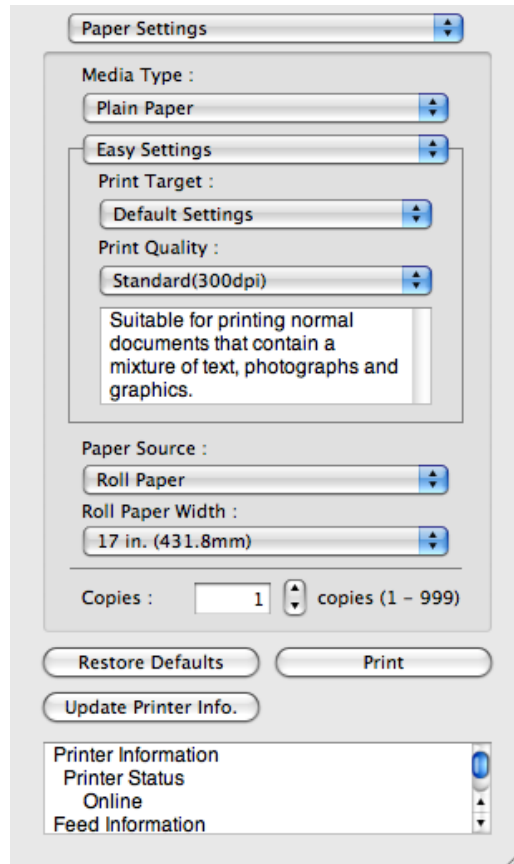 Paper Settings
Media Type :
Plain Paper
Easy Settings
Print Target :
Default Settings
Print Quality :
Standard(300dpi)
Suitable for printing normal
documents that contain a
mixture of text, photographs and
graphics.
Paper Source :
Roll Paper
Roll Paper Width :
17 in. (431.8mm)
Copies : 1 copies (1 – 999)
Restore Defaults Print
Update Printer Info.
Printer Information
Printer Status
Online
Feed Information